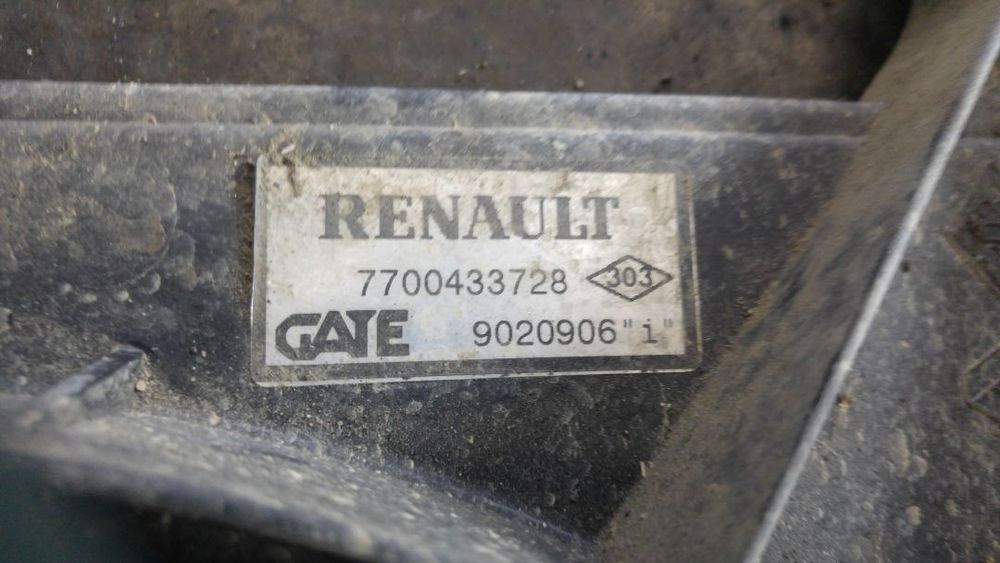 RENAULT
7700433728 303
GATE 9020906 "i"